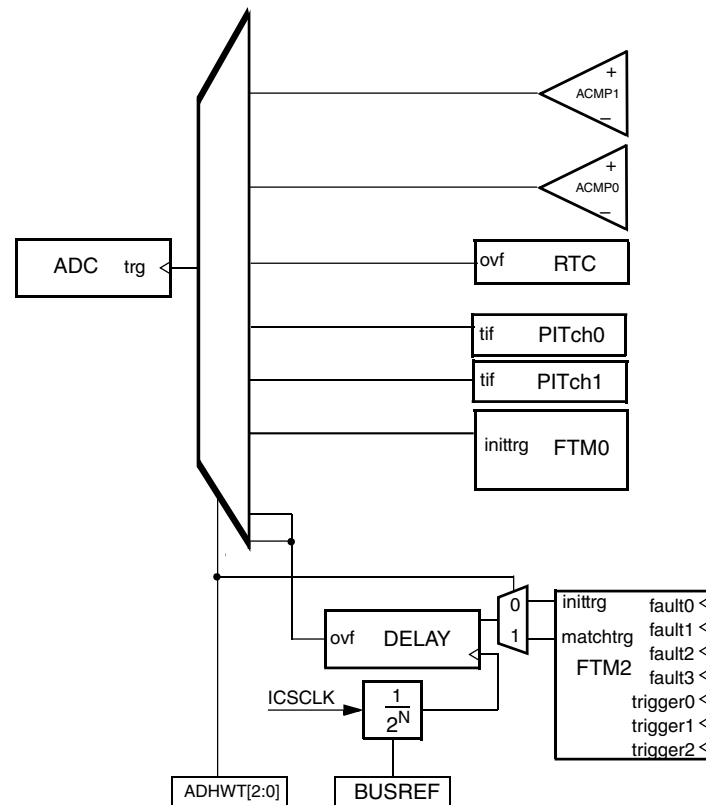 +
ACMP1
−
+
ACMP0
−
ADC trg
ovf RTC
tif PITch0
tif PITch1
inittrg FTM0
0
1
inittrg
matchtrg
FTM2
fault0
fault1
fault2
fault3
trigger0
trigger1
trigger2
ovf DELAY
ICSCLK
1
2N
ADHWT[2:0]
BUSREF